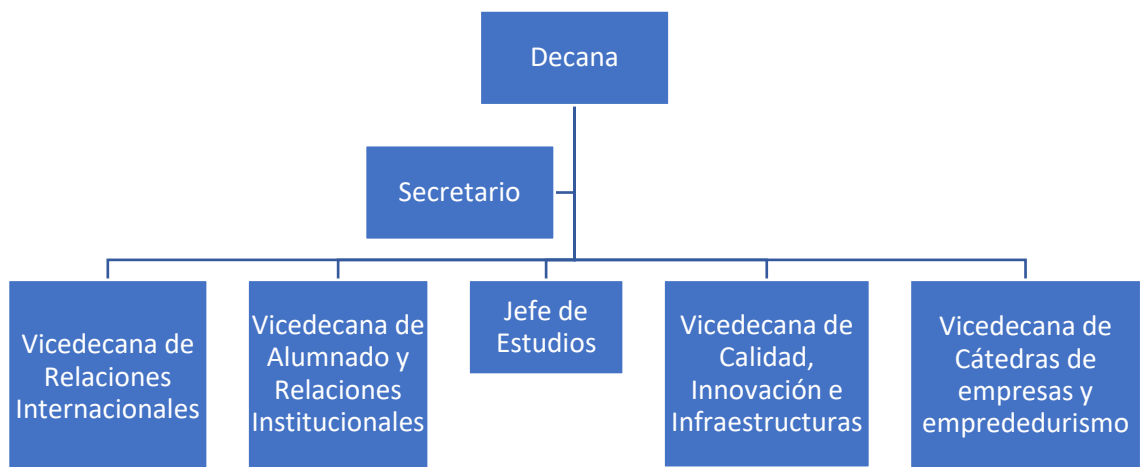 Decana
Secretario
Vicedecana de
Relaciones
Internacionales
Vicedecana de
Alumnado y
Relaciones
Institucionales
Jefe de
Estudios
Vicedecana de
Calidad,
Innovación e
Infraestructuras
Vicedecana de
Cátedras de
empresas y
emprededurismo